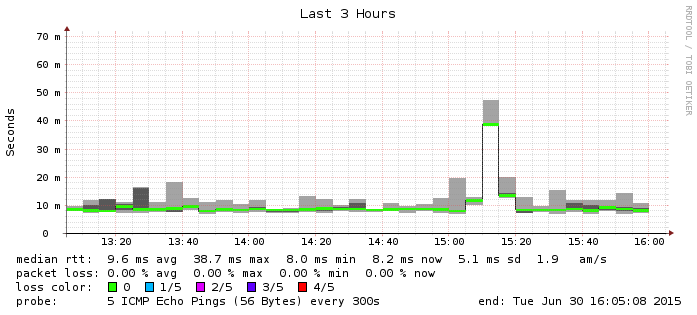 Last 3 Hours
RRDTOOL / TOBI OETIKER
Seconds
70 m
60 m
50 m
40 m
30 m
20 m
10 m
0
13:20 13:40 14:00 14:20 14:40 15:00 15:20 15:40 16:00
median rtt: 9.6 ms avg 38.7 ms max 8.0 ms min 8.2 ms now 5.1 ms sd 1.9 am/s
packet loss: 0.00 % avg 0.00 % max 0.00 % min 0.00 % now
loss color: 0 1/5 2/5 3/5 4/5
probe: 5 ICMP Echo Pings (56 Bytes) every 300s end: Tue Jun 30 16:05:08 2015